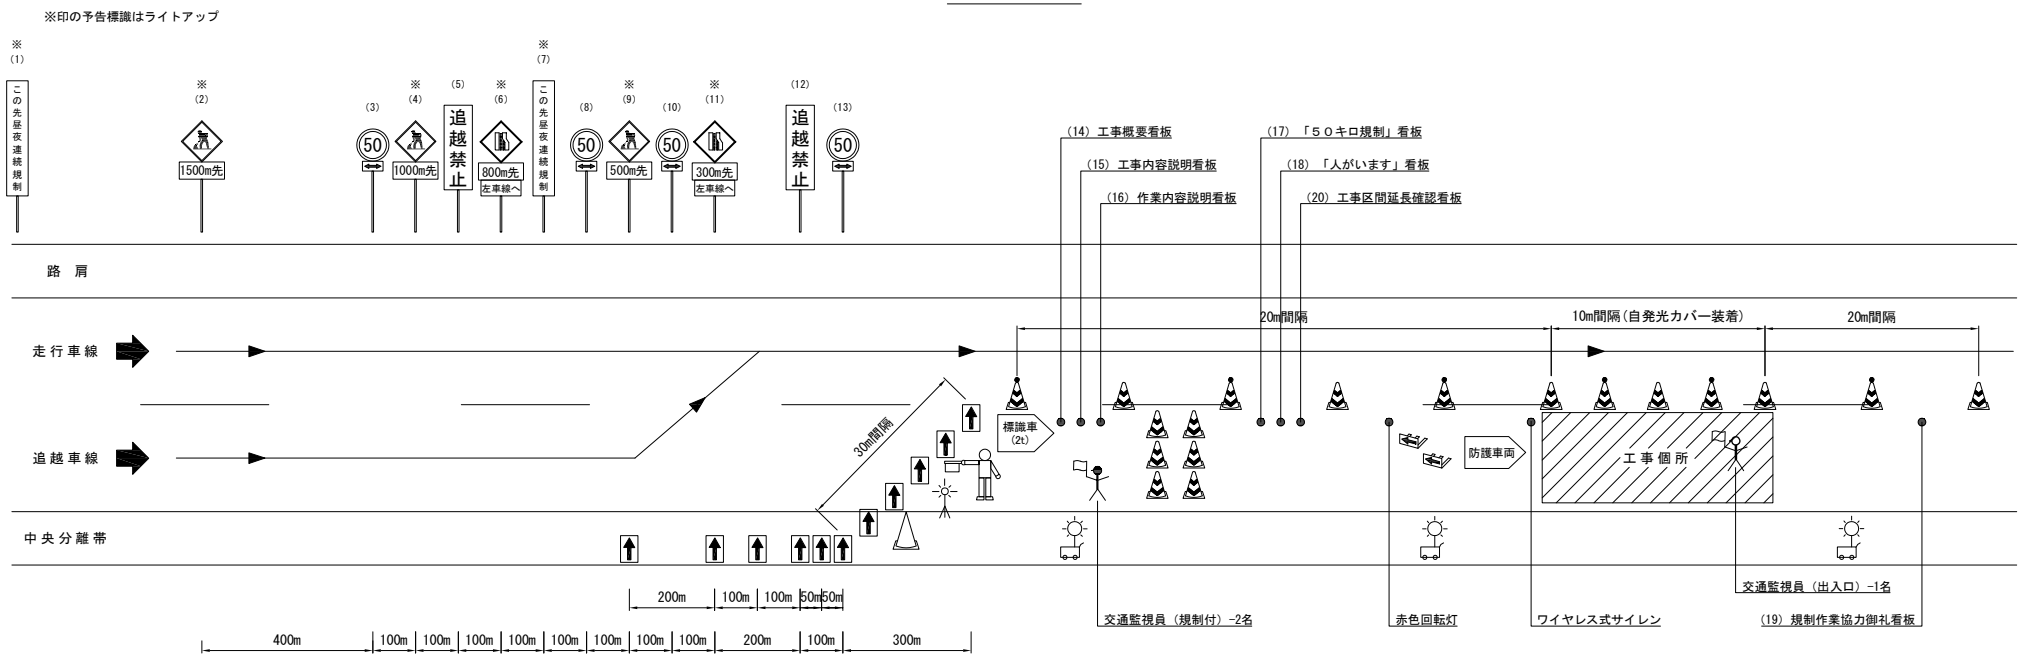 ※印の予告標識はライトアップ
※
(1)
この先昼夜連続規制
※
(2)
1500m先
(3)
50
※
(4)
1000m先
(5)
追越禁止
※
(6)
800m先
左車線へ
※
(7)
この先昼夜連続規制
(8)
50
※
(9)
500m先
(10)
50
※
(11)
300m先
左車線へ
(12)
追越禁止
(13)
50
(14) 工事概要看板
(15) 工事内容説明看板
(16) 作業内容説明看板
(17) 「50キロ規制」看板
(18) 「人がいます」看板
(20) 工事区間延長確認看板
路 肩
20m間隔
10m間隔(自発光カバー装着)
20m間隔
走行車線
30m間隔
標識車
(2t)
追越車線
防護車両
工事個所
中央分離帯
交通監視員 (出入口) -1名
200m
100m
100m
50m
50m
交通監視員 (規制付) -2名
赤色回転灯
ワイヤレス式サイレン
(19) 規制作業協力御礼看板
400m
100m
100m
100m
100m
100m
100m
100m
100m
200m
100m
300m